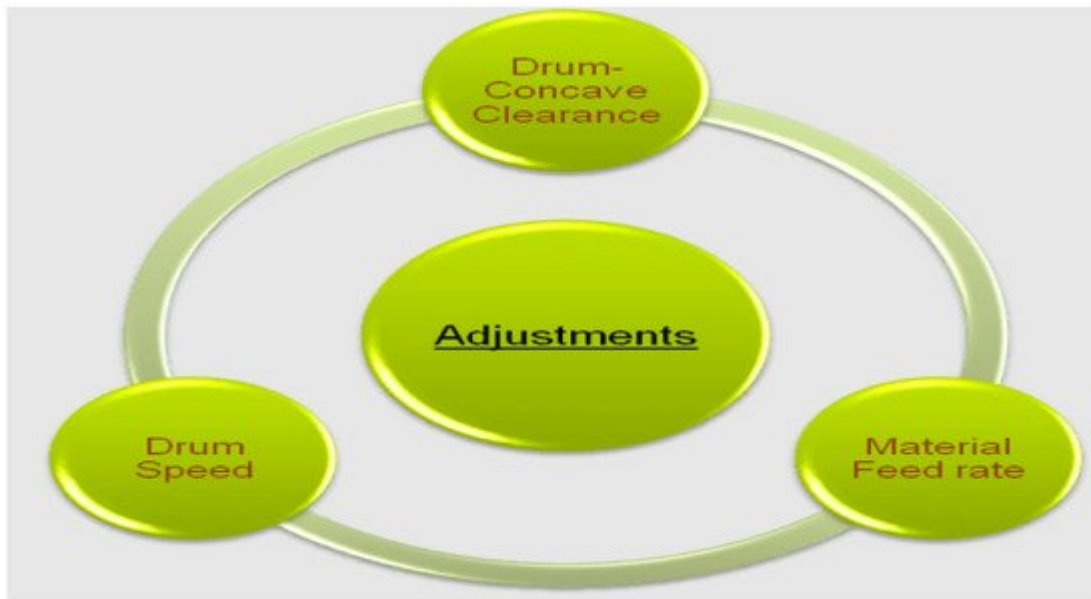 Drum-
Concave
Clearance
Adjustments
Drum
Speed
Material
Feed rate